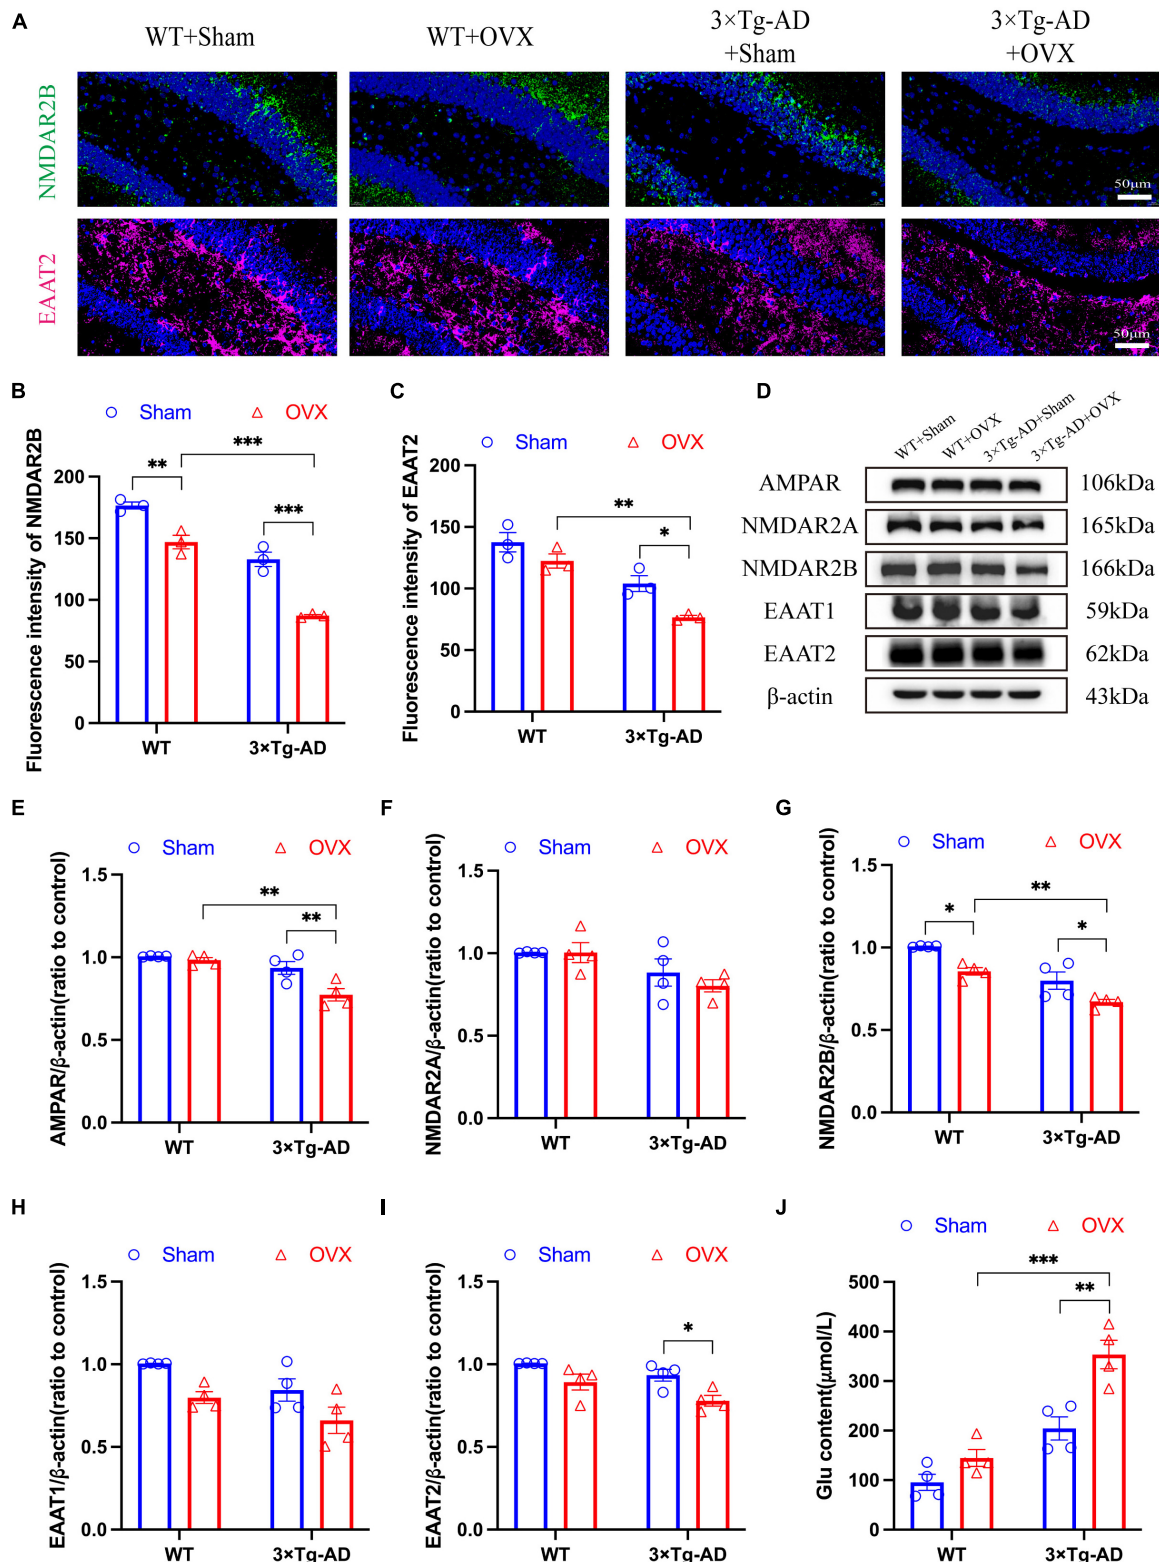 A
WT+Sham
WT+OVX
3×Tg-AD
+Sham
3×Tg-AD
+OVX
NMDAR2B
50μm
EAAT2
50μm
B
Sham
OVX
Fluorescence intensity of NMDAR2B
200
150
100
50
0
**
***
***
WT
3×Tg-AD
C
Sham
OVX
Fluorescence intensity of EAAT2
200
150
100
50
0
**
*
WT
3×Tg-AD
D
WT+Sham
WT+OVX
3×Tg-AD+Sham
3×Tg-AD+OVX
AMPAR 106kDa
NMDAR2A 165kDa
NMDAR2B 166kDa
EAAT1 59kDa
EAAT2 62kDa
β-actin 43kDa
E
Sham
OVX
AMPAR/β-actin(ratio to control)
1.5
1.0
0.5
0.0
**
**
WT
3×Tg-AD
F
Sham
OVX
NMDAR2A/β-actin(ratio to control)
1.5
1.0
0.5
0.0
WT
3×Tg-AD
G
Sham
OVX
NMDAR2B/β-actin(ratio to control)
1.5
1.0
0.5
0.0
*
**
*
WT
3×Tg-AD
H
Sham
OVX
EAAT1/β-actin(ratio to control)
1.5
1.0
0.5
0.0
WT
3×Tg-AD
I
Sham
OVX
EAAT2/β-actin(ratio to control)
1.5
1.0
0.5
0.0
*
WT
3×Tg-AD
J
Sham
OVX
Glu content(μmol/L)
500
400
300
200
100
0
***
**
WT
3×Tg-AD